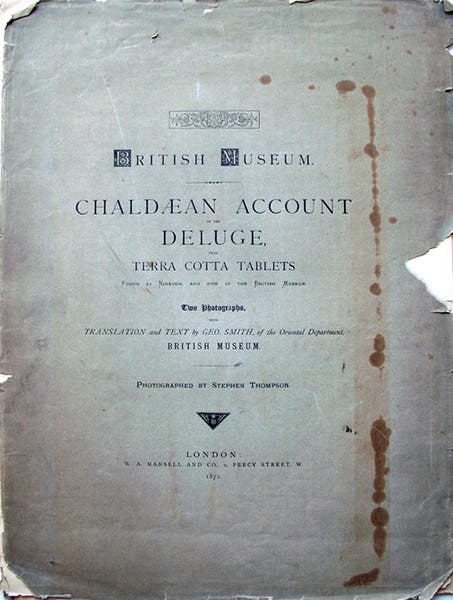 BRITISH MUSEUM.
CHALDÆAN ACCOUNT
OF THE
DELUGE,
FROM
TERRA COTTA TABLETS
FOUND AT NINEVEH, AND NOW IN THE BRITISH MUSEUM.
Two Photographs,
WITH
TRANSLATION and TEXT by GEO. SMITH, of the Oriental Department,
BRITISH MUSEUM.
PHOTOGRAPHED BY STEPHEN THOMPSON.
LONDON:
W. A. MANSELL AND CO, 2, PERCY STREET, W.
1872.